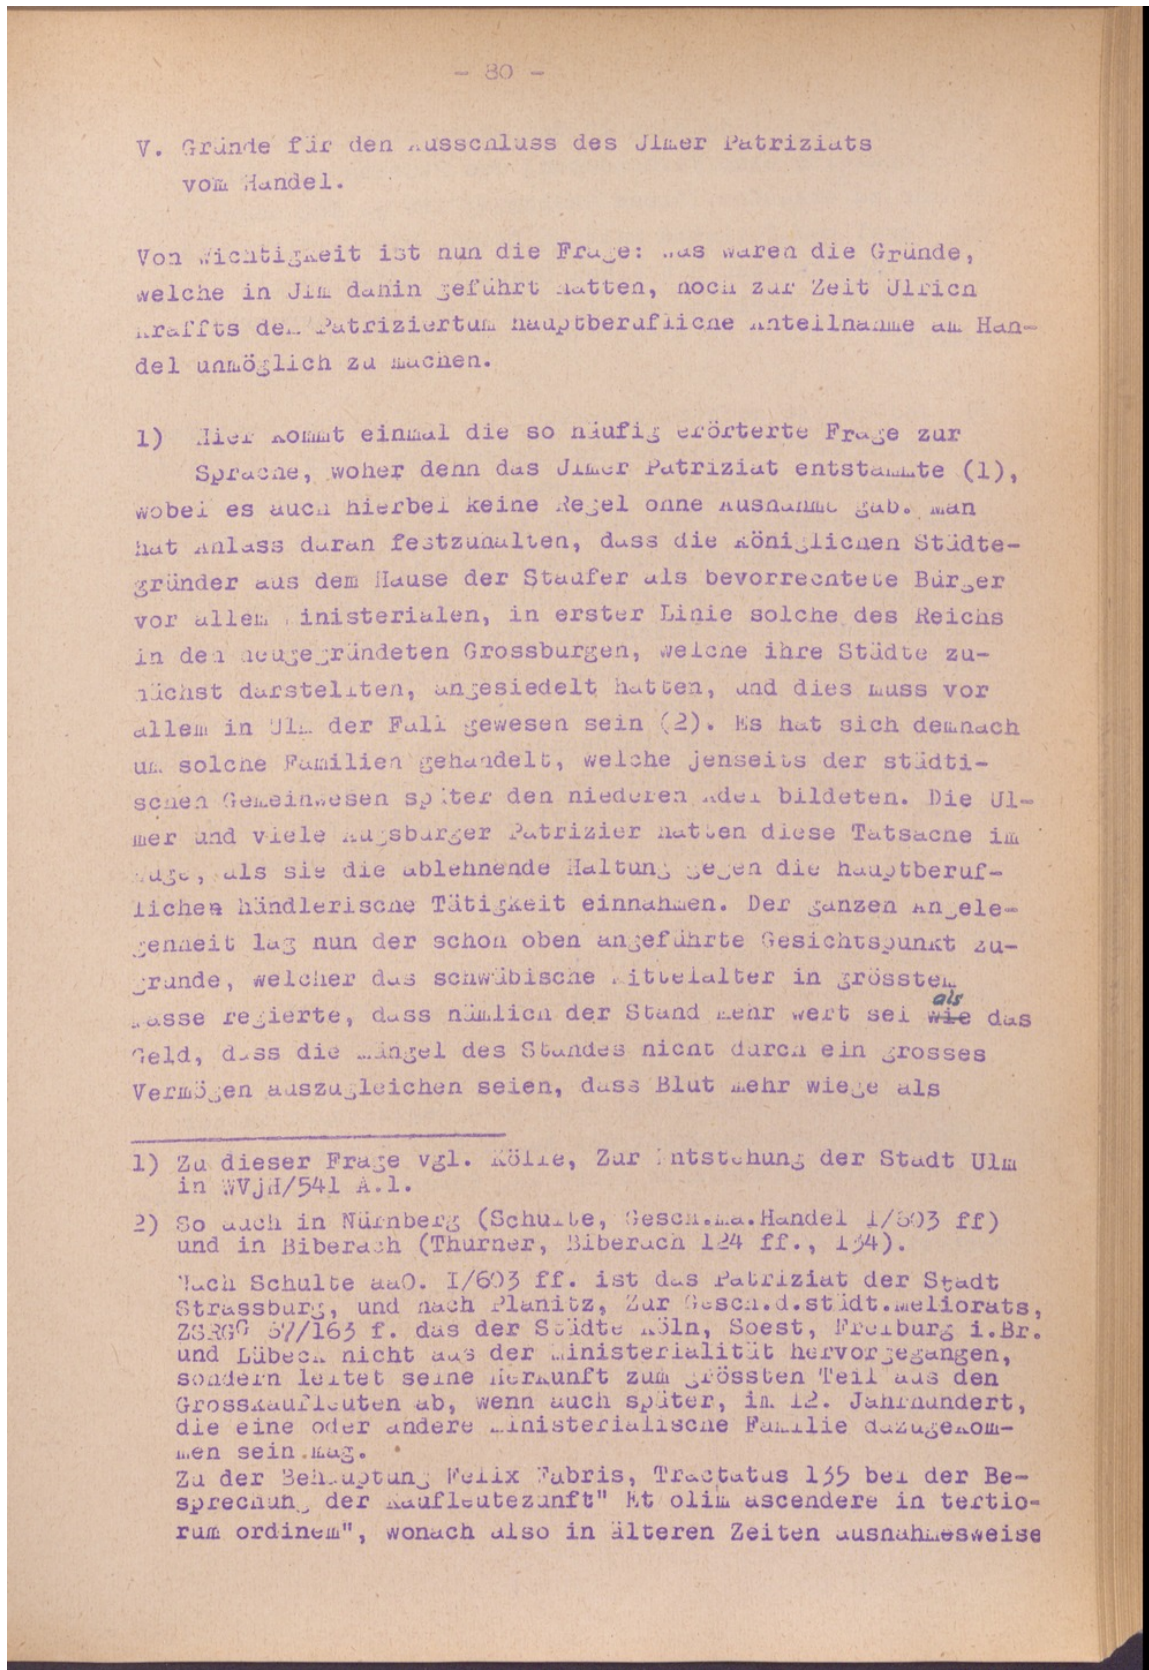 - 80 -
V. Gründe für den Ausschluss des Ulmer Patriziats
vom Handel.
Von Wichtigkeit ist nun die Frage: Was waren die Gründe,
welche in Ulm dahin geführt hatten, noch zur Zeit Ulrich
Kraffts dem Patriziertum hauptberufliche Anteilnahme am Han-
del unmöglich zu machen.
1) Hier kommt einmal die so häufig erörterte Frage zur
Sprache, woher denn das Ulmer Patriziat entstammte (1),
wobei es auch hierbei keine Regel ohne Ausnahme gab. Man
hat Anlass daran festzuhalten, dass die königlichen Städte-
gründer aus dem Hause der Staufer als bevorrechtete Bürger
vor allem Ministerialen, in erster Linie solche des Reichs
in den neugegründeten Grossburgen, welche ihre Städte zu-
nächst darstellten, angesiedelt hatten, und dies muss vor
allem in Ulm der Fall gewesen sein (2). Es hat sich demnach
um solche Familien gehandelt, welche jenseits der städti-
schen Gemeinwesen später den niederen Adel bildeten. Die Ul-
mer und viele Augsburger Patrizier hatten diese Tatsache im
Auge, als sie die ablehnende Haltung gegen die hauptberuf-
lichen händlerische Tätigkeit einnahmen. Der ganzen Angele-
genheit lag nun der schon oben angeführte Gesichtspunkt zu-
grunde, welcher das schwäbische Mittelalter in grösstem
Masse regierte, dass nämlich der Stand mehr wert sei wie als das
Geld, dass die Mängel des Standes nicht durch ein grosses
Vermögen auszugleichen seien, dass Blut mehr wiege als
1) Zu dieser Frage vgl. Kölle, Zur Entstehung der Stadt Ulm
in WVjH/541 A.1.
2) So auch in Nürnberg (Schulte, Gesch.ma.Handel I/603 ff)
und in Biberach (Thurner, Biberach 124 ff., 134).
Nach Schulte aaO. I/603 ff. ist das Patriziat der Stadt
Strassburg, und nach Planitz, Zur Gesch.d.städt.Meliorats,
ZSRGG 67/163 f. das der Städte Köln, Soest, Freiburg i.Br.
und Lübeck nicht aus der Ministerialität hervorgegangen,
sondern leitet seine Herkunft zum grössten Teil aus den
Grosskaufleuten ab, wenn auch später, im 12. Jahrhundert,
die eine oder andere ministerialische Familie dazugekom-
men sein mag.
Zu der Behauptung Felix Fabris, Tractatus 135 bei der Be-
sprechung der Kaufleutezunft" Et olim ascendere in tertio-
rum ordinem", wonach also in älteren Zeiten ausnahmesweise